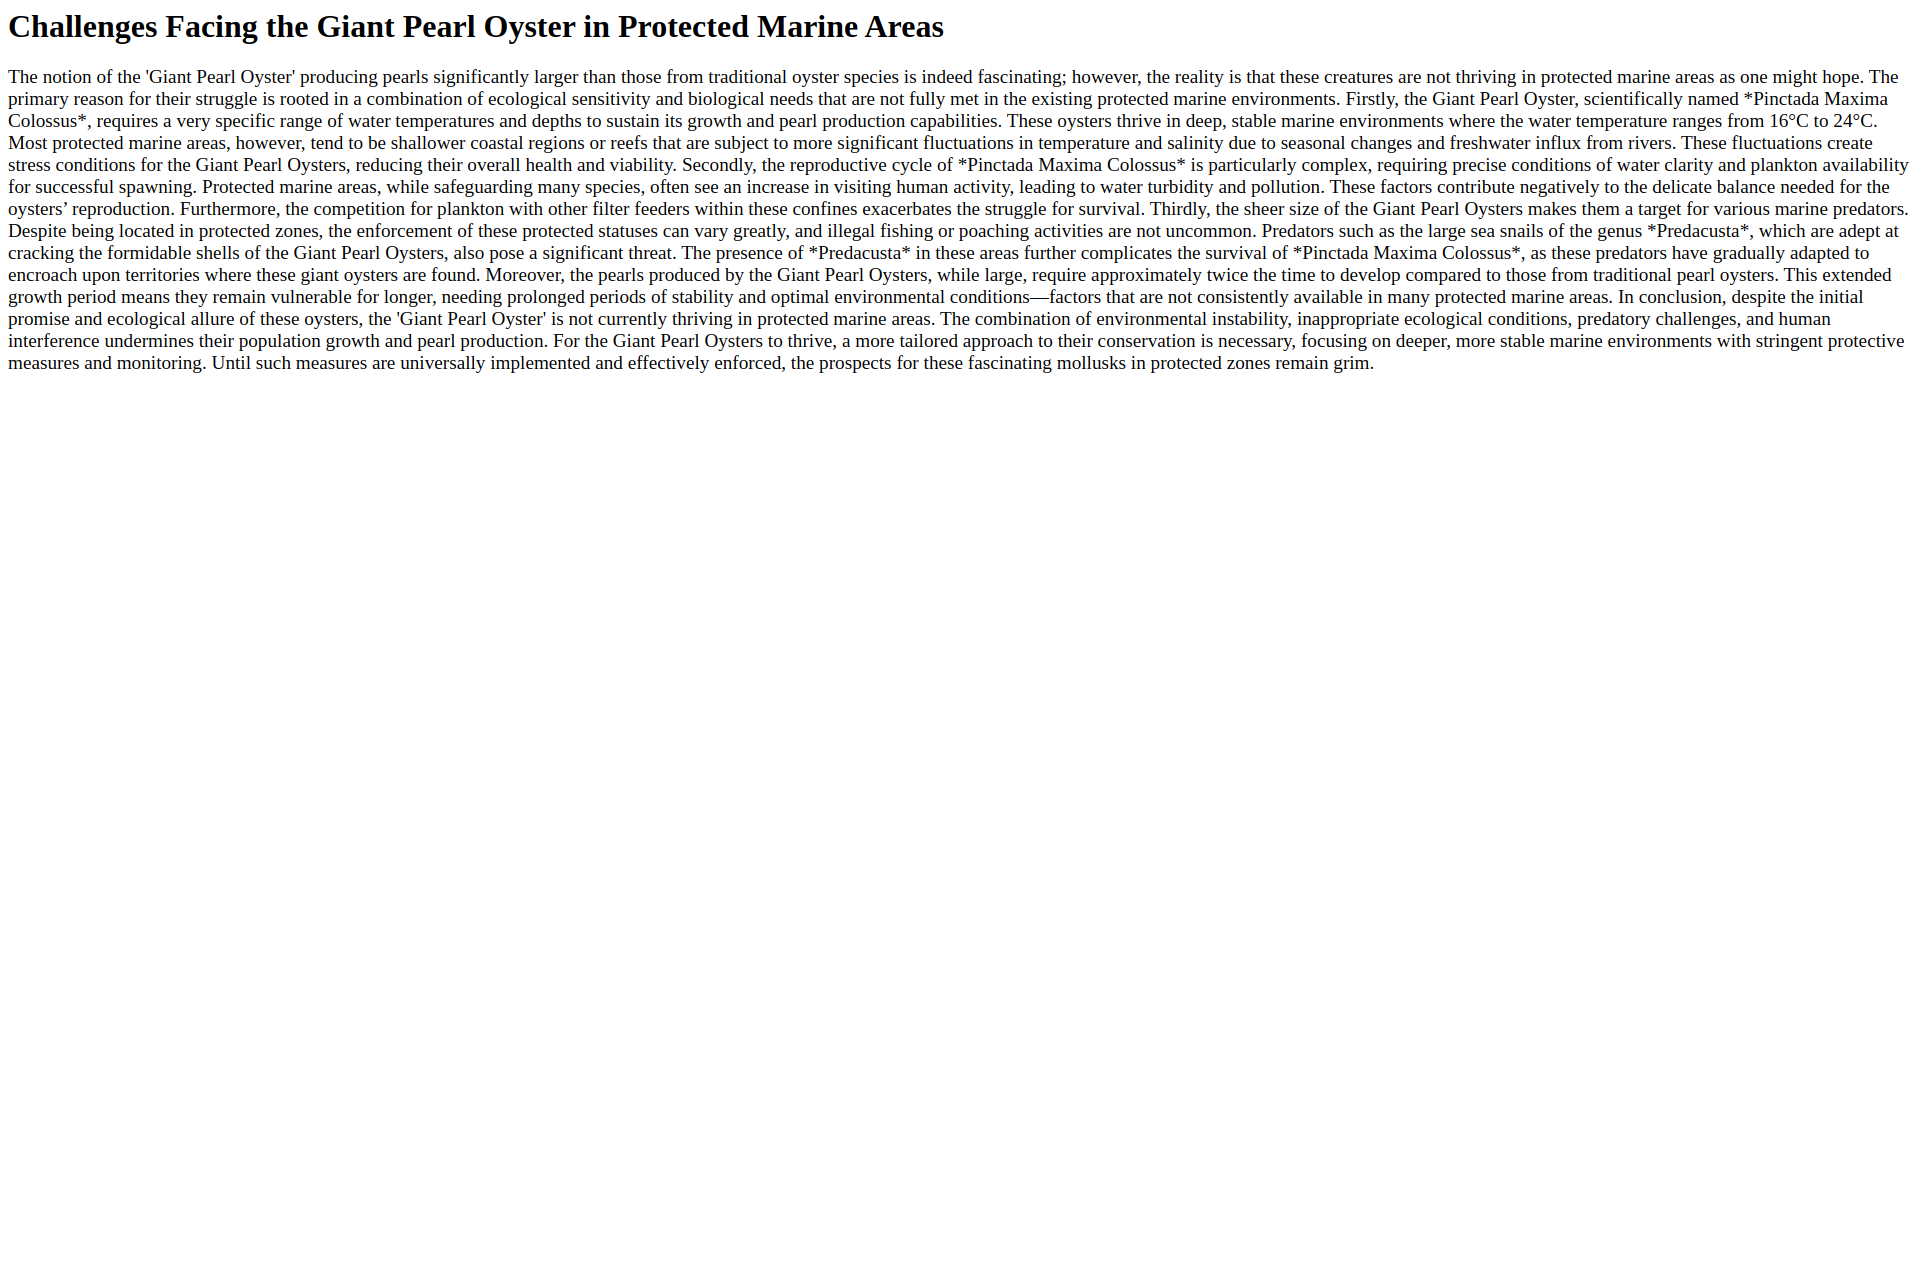 Challenges Facing the Giant Pearl Oyster in Protected Marine Areas
The notion of the 'Giant Pearl Oyster' producing pearls significantly larger than those from traditional oyster species is indeed fascinating; however, the reality is that these creatures are not thriving in protected marine areas as one might hope. The
primary reason for their struggle is rooted in a combination of ecological sensitivity and biological needs that are not fully met in the existing protected marine environments. Firstly, the Giant Pearl Oyster, scientifically named *Pinctada Maxima
Colossus*, requires a very specific range of water temperatures and depths to sustain its growth and pearl production capabilities. These oysters thrive in deep, stable marine environments where the water temperature ranges from 16°C to 24°C.
Most protected marine areas, however, tend to be shallower coastal regions or reefs that are subject to more significant fluctuations in temperature and salinity due to seasonal changes and freshwater influx from rivers. These fluctuations create
stress conditions for the Giant Pearl Oysters, reducing their overall health and viability. Secondly, the reproductive cycle of *Pinctada Maxima Colossus* is particularly complex, requiring precise conditions of water clarity and plankton availability
for successful spawning. Protected marine areas, while safeguarding many species, often see an increase in visiting human activity, leading to water turbidity and pollution. These factors contribute negatively to the delicate balance needed for the
oysters’ reproduction. Furthermore, the competition for plankton with other filter feeders within these confines exacerbates the struggle for survival. Thirdly, the sheer size of the Giant Pearl Oysters makes them a target for various marine predators.
Despite being located in protected zones, the enforcement of these protected statuses can vary greatly, and illegal fishing or poaching activities are not uncommon. Predators such as the large sea snails of the genus *Predacusta*, which are adept at
cracking the formidable shells of the Giant Pearl Oysters, also pose a significant threat. The presence of *Predacusta* in these areas further complicates the survival of *Pinctada Maxima Colossus*, as these predators have gradually adapted to
encroach upon territories where these giant oysters are found. Moreover, the pearls produced by the Giant Pearl Oysters, while large, require approximately twice the time to develop compared to those from traditional pearl oysters. This extended
growth period means they remain vulnerable for longer, needing prolonged periods of stability and optimal environmental conditions—factors that are not consistently available in many protected marine areas. In conclusion, despite the initial
promise and ecological allure of these oysters, the 'Giant Pearl Oyster' is not currently thriving in protected marine areas. The combination of environmental instability, inappropriate ecological conditions, predatory challenges, and human
interference undermines their population growth and pearl production. For the Giant Pearl Oysters to thrive, a more tailored approach to their conservation is necessary, focusing on deeper, more stable marine environments with stringent protective
measures and monitoring. Until such measures are universally implemented and effectively enforced, the prospects for these fascinating mollusks in protected zones remain grim.